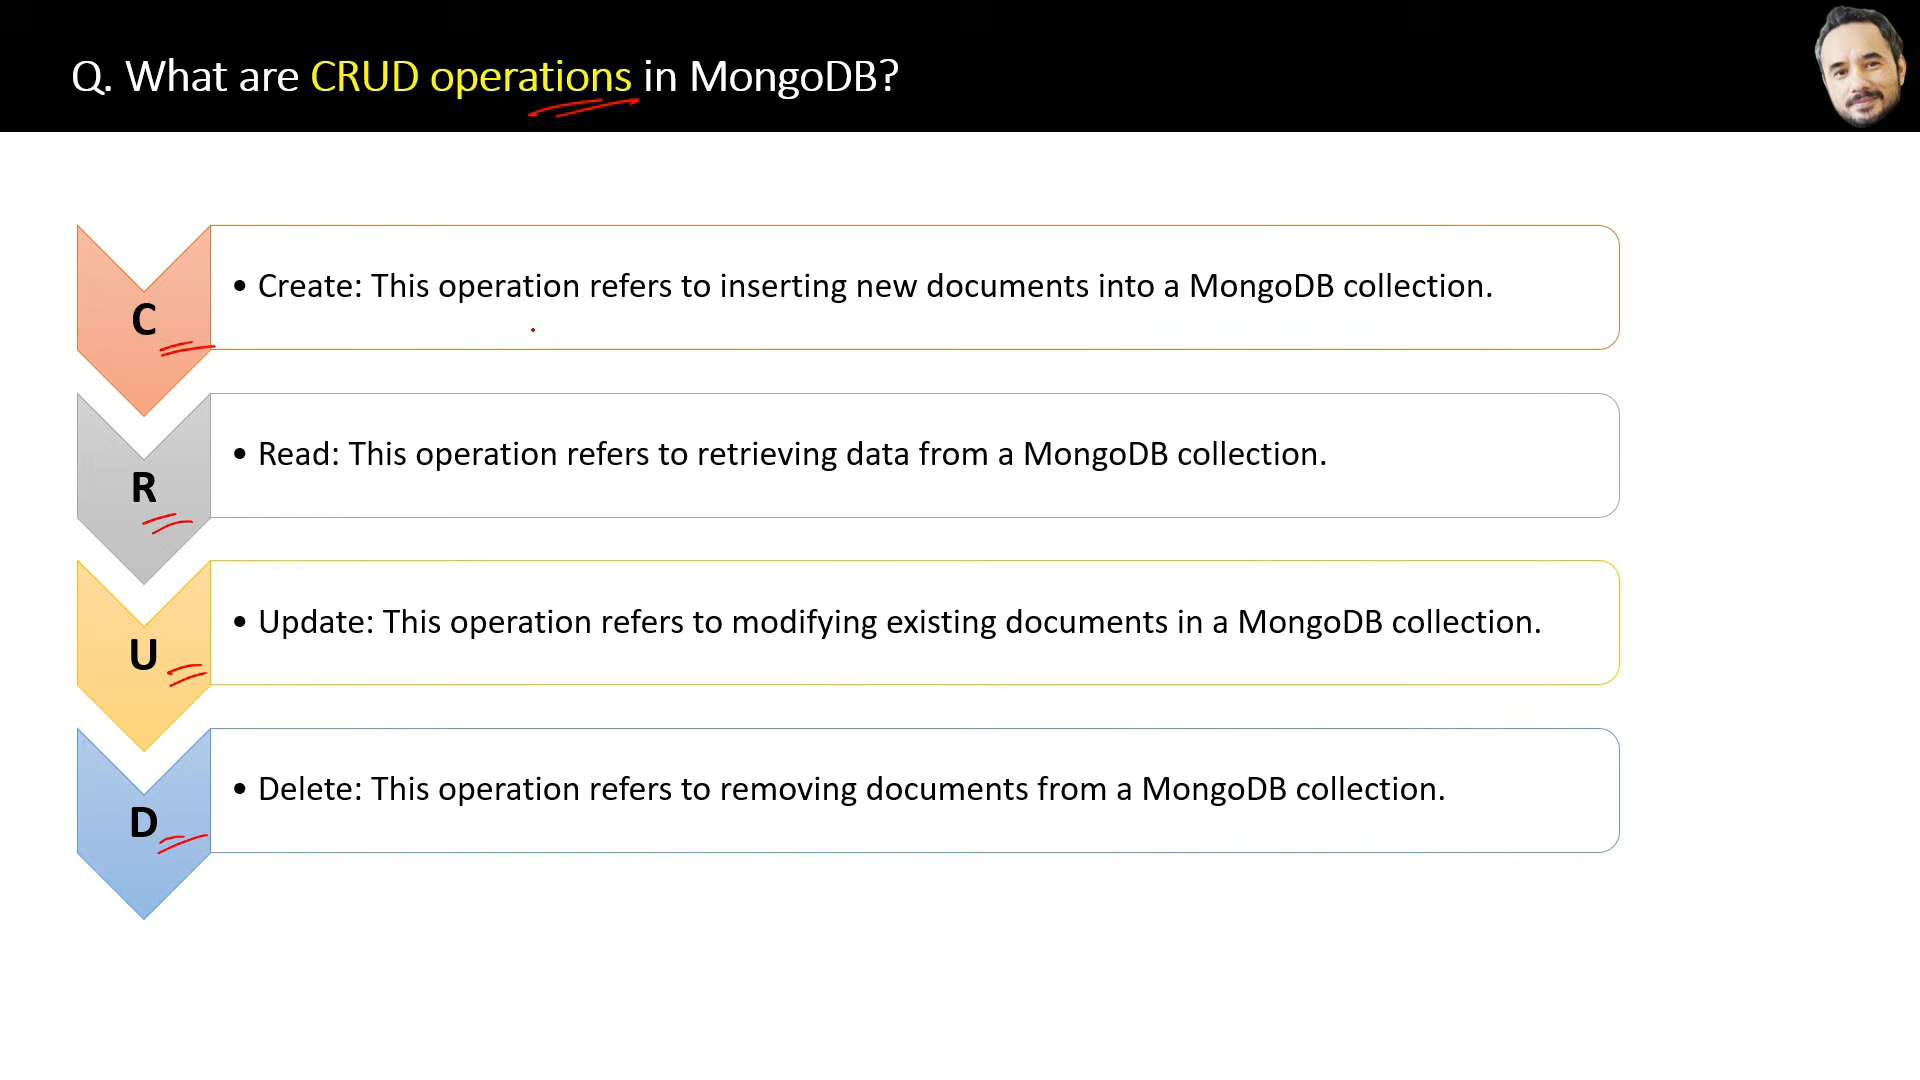 Q. What are CRUD operations in MongoDB?
C
• Create: This operation refers to inserting new documents into a MongoDB collection.
R
• Read: This operation refers to retrieving data from a MongoDB collection.
U
• Update: This operation refers to modifying existing documents in a MongoDB collection.
D
• Delete: This operation refers to removing documents from a MongoDB collection.